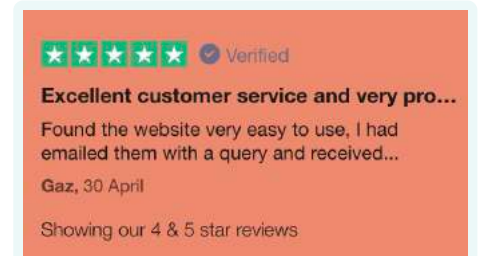 Verified
Excellent customer service and very pro...
Found the website very easy to use, I had
emailed them with a query and received...
Gaz, 30 April
Showing our 4 & 5 star reviews